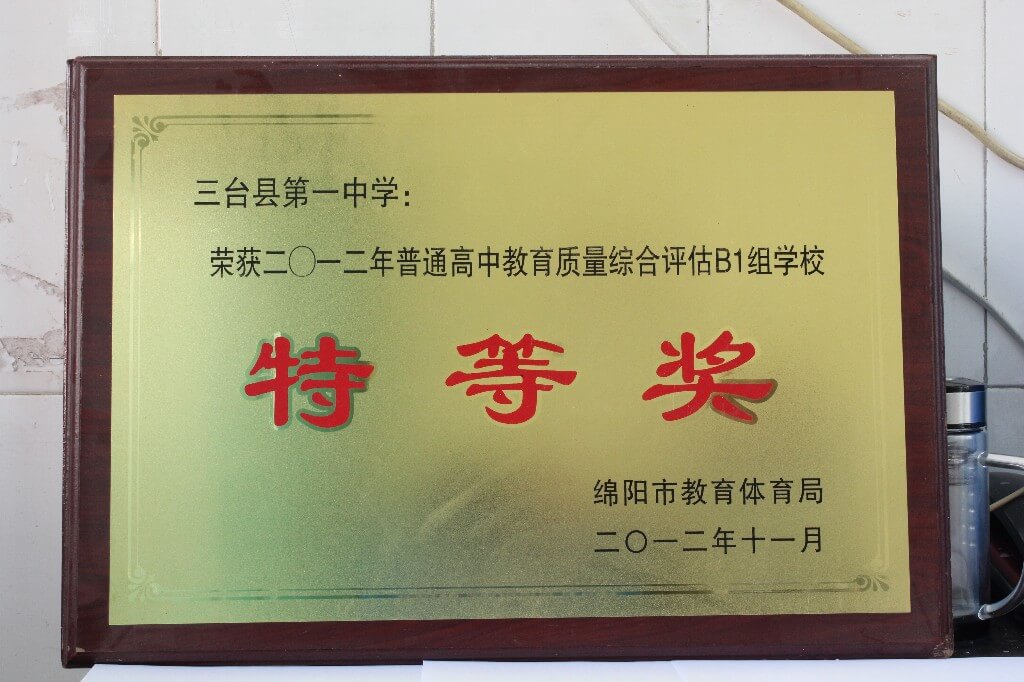 三台县第一中学：
荣获二〇一二年普通高中教育质量综合评估B1组学校
特等奖
绵阳市教育体育局
二〇一二年十一月